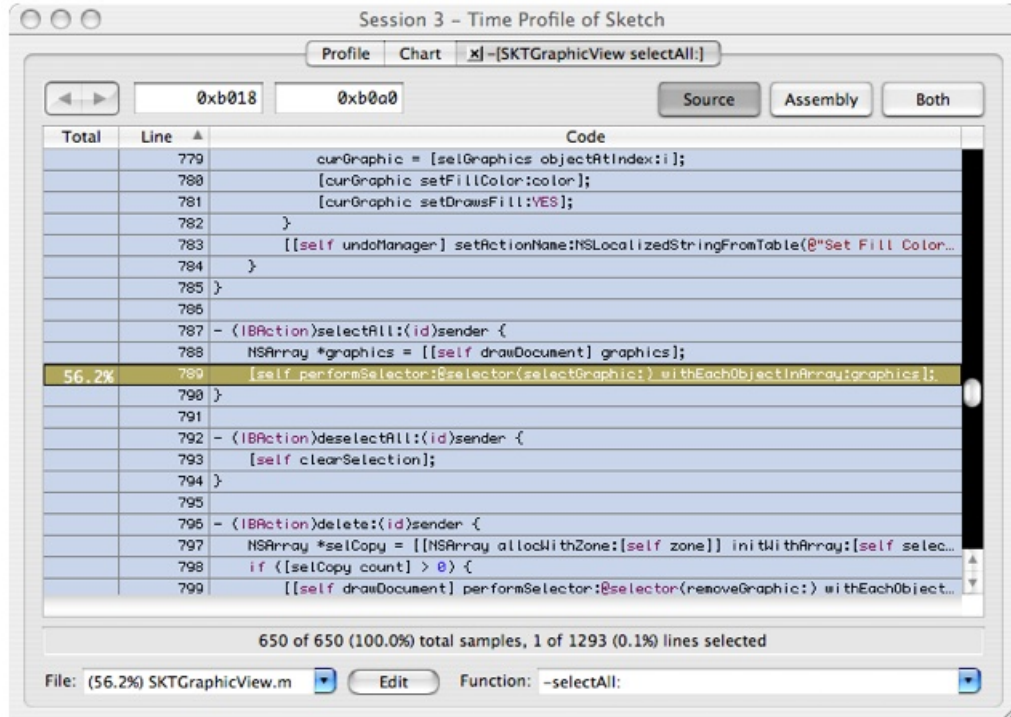 Session 3 – Time Profile of Sketch
Profile Chart x -[SKTGraphicView selectAll:]
0xb018 0xb0a0 Source Assembly Both
Total Line Code
779 curGraphic = [selGraphics objectAtIndex:i];
780 [curGraphic setFillColor:color];
781 [curGraphic setDrawsFill:YES];
782 }
783 [[self undoManager] setActionName:NSLocalizedStringFromTable(@"Set Fill Color…
784 }
785 }
786
787 - (IBAction)selectAll:(id)sender {
788 NSArray *graphics = [[self drawDocument] graphics];
56.2% 789 [self performSelector:@selector(selectGraphic:) withEachObjectInArray:graphics];
790 }
791
792 - (IBAction)deselectAll:(id)sender {
793 [self clearSelection];
794 }
795
796 - (IBAction)delete:(id)sender {
797 NSArray *selCopy = [[NSArray allocWithZone:[self zone]] initWithArray:[self selec…
798 if ([selCopy count] > 0) {
799 [[self drawDocument] performSelector:@selector(removeGraphic:) withEachObject…
650 of 650 (100.0%) total samples, 1 of 1293 (0.1%) lines selected
File: (56.2%) SKTGraphicView.m Edit Function: -selectAll: